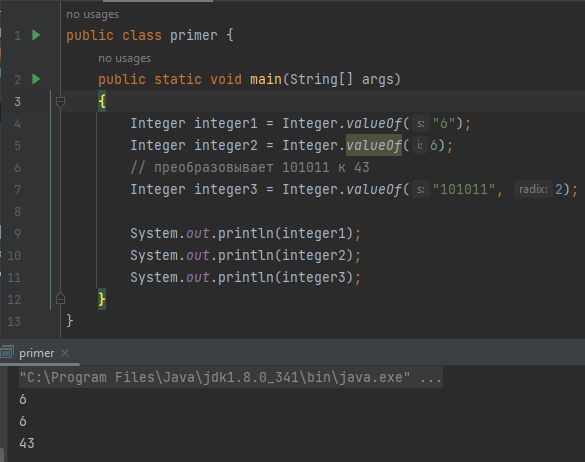 no usages
1 public class primer {
no usages
2 public static void main(String[] args)
3 {
4 Integer integer1 = Integer.valueOf( s: "6");
5 Integer integer2 = Integer.valueOf( i: 6);
6 // преобразовывает 101011 к 43
7 Integer integer3 = Integer.valueOf( s: "101011", radix: 2);
8
9 System.out.println(integer1);
10 System.out.println(integer2);
11 System.out.println(integer3);
12 }
13 }
primer ×
"C:\Program Files\Java\jdk1.8.0_341\bin\java.exe" ...
6
6
43